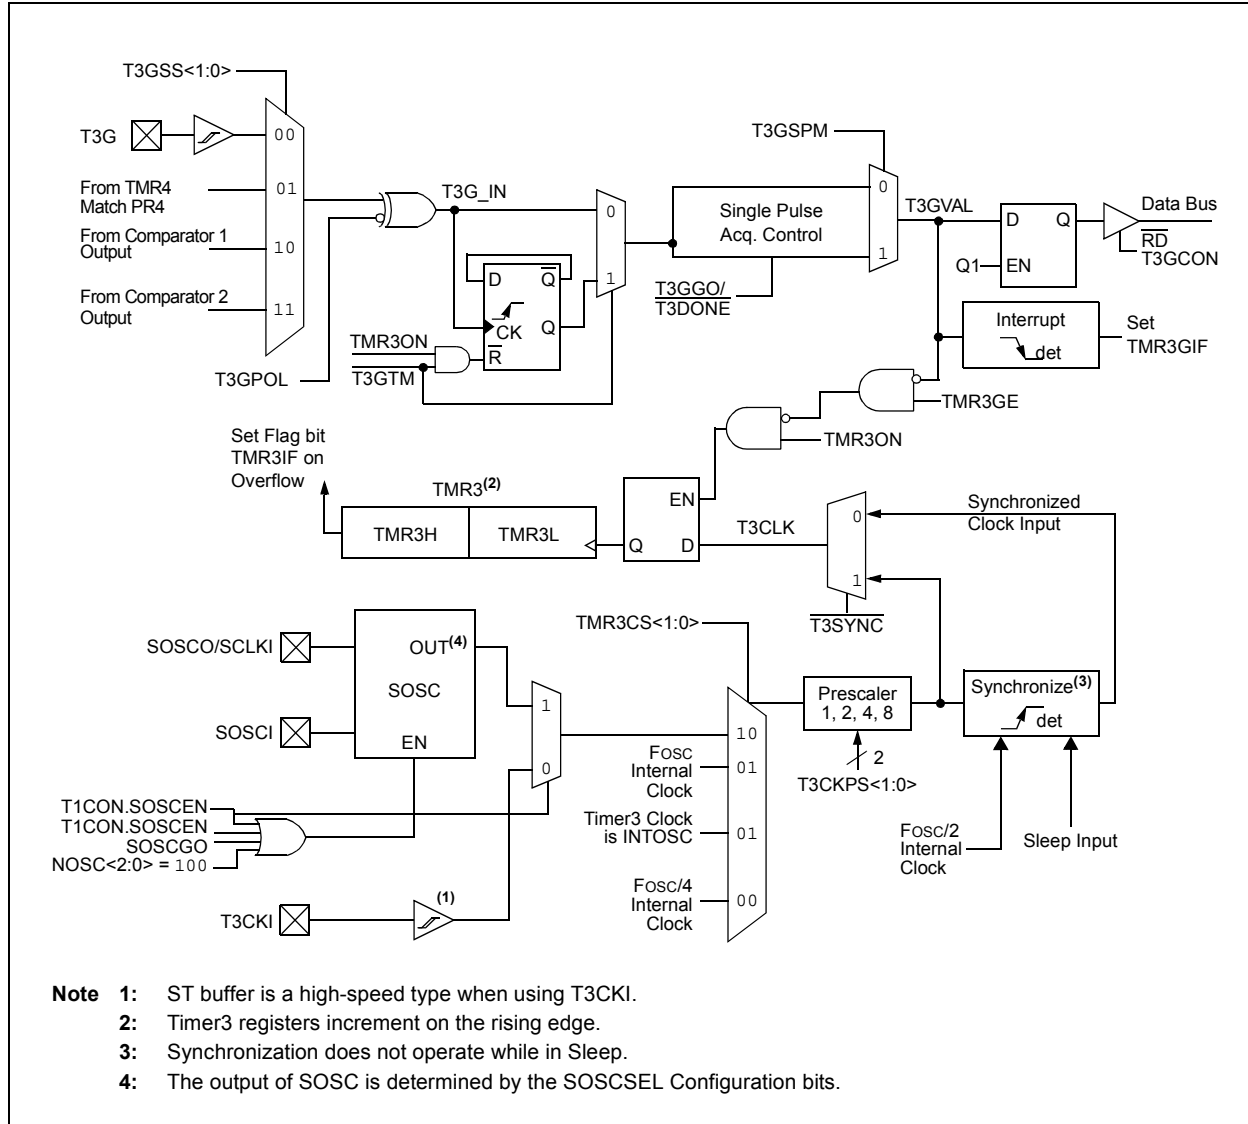 T3GSS<1:0>
T3G
00
From TMR4
Match PR4
01
From Comparator 1
Output
10
From Comparator 2
Output
11
T3GPOL
T3G_IN
0
1
D
Q
CK
Q
R
TMR3ON
T3GTM
T3GSPM
Single Pulse
Acq. Control
T3GGO/
T3DONE
0
1
T3GVAL
D
Q
Q1
EN
Data Bus
RD
T3GCON
Interrupt
det
Set
TMR3GIF
TMR3GE
TMR3ON
Set Flag bit
TMR3IF on
Overflow
TMR3(2)
TMR3H
TMR3L
EN
Q
D
T3CLK
0
1
T3SYNC
Synchronized
Clock Input
SOSCO/SCLKI
OUT(4)
SOSC
SOSCI
EN
1
0
T1CON.SOSCEN
T1CON.SOSCEN
SOSCGO
NOSC<2:0> = 100
T3CKI
(1)
TMR3CS<1:0>
10
FOSC
Internal
Clock
01
Timer3 Clock
is INTOSC
01
FOSC/4
Internal
Clock
00
Prescaler
1, 2, 4, 8
2
T3CKPS<1:0>
Synchronize(3)
det
FOSC/2
Internal
Clock
Sleep Input
Note 1: ST buffer is a high-speed type when using T3CKI.
2: Timer3 registers increment on the rising edge.
3: Synchronization does not operate while in Sleep.
4: The output of SOSC is determined by the SOSCSEL Configuration bits.